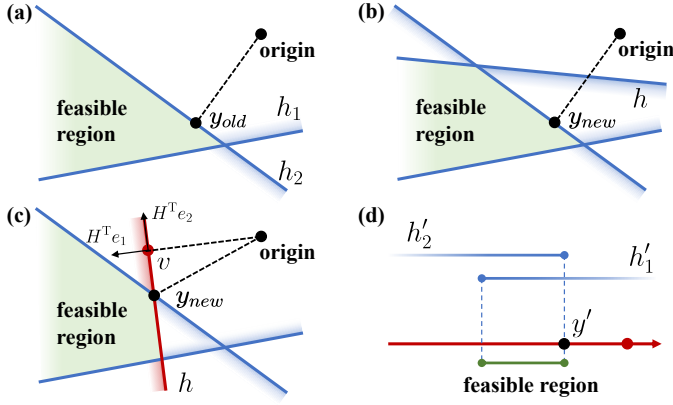 (a)
origin
feasible
region
y_old
h_1
h_2
(b)
origin
h
feasible
region
y_new
(c)
H^T e_2
H^T e_1
v
origin
y_new
feasible
region
h
(d)
h'_2
h'_1
y'
feasible region